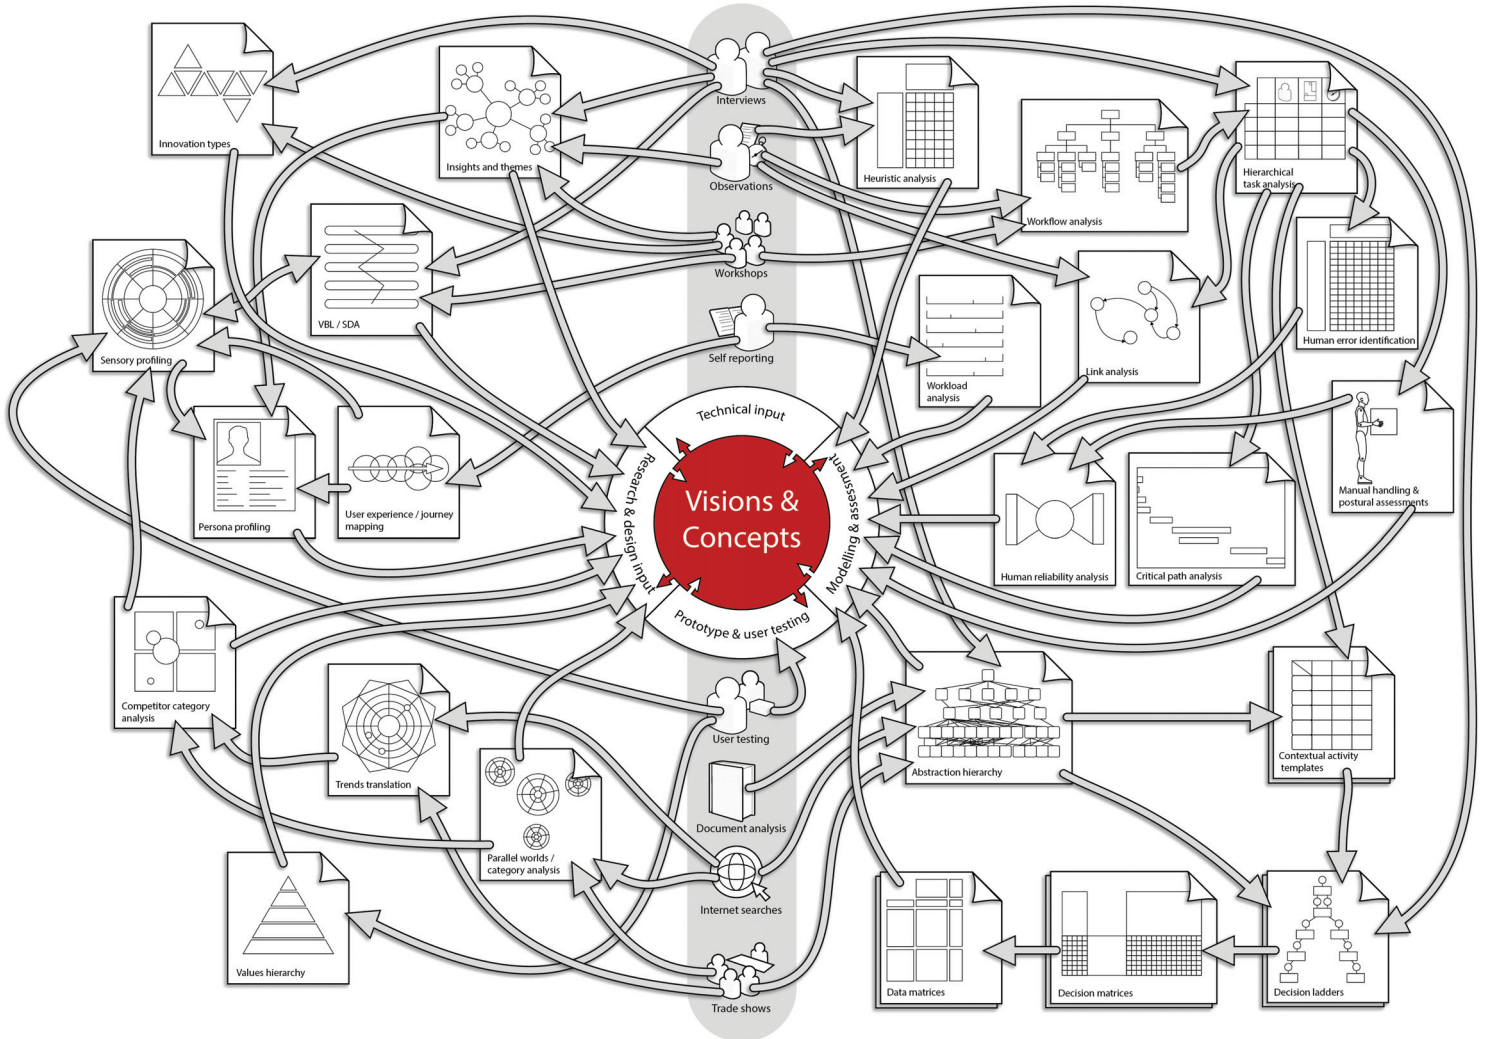 Interviews
Innovation types
Insights and themes
Heuristic analysis
Hierarchical
task analysis
Observations
Workflow analysis
Workshops
VBL / SDA
Sensory profiling
Self reporting
Link analysis
Human error identification
Workload
analysis
Technical input
Research & design input
Visions &
Concepts
Modelling & assessment
Prototype & user testing
Persona profiling
User experience / journey
mapping
Manual handling &
postural assessments
Human reliability analysis
Critical path analysis
Competitor category
analysis
Trends translation
User testing
Abstraction hierarchy
Contextual activity
templates
Document analysis
Parallel worlds /
category analysis
Internet searches
Values hierarchy
Trade shows
Data matrices
Decision matrices
Decision ladders